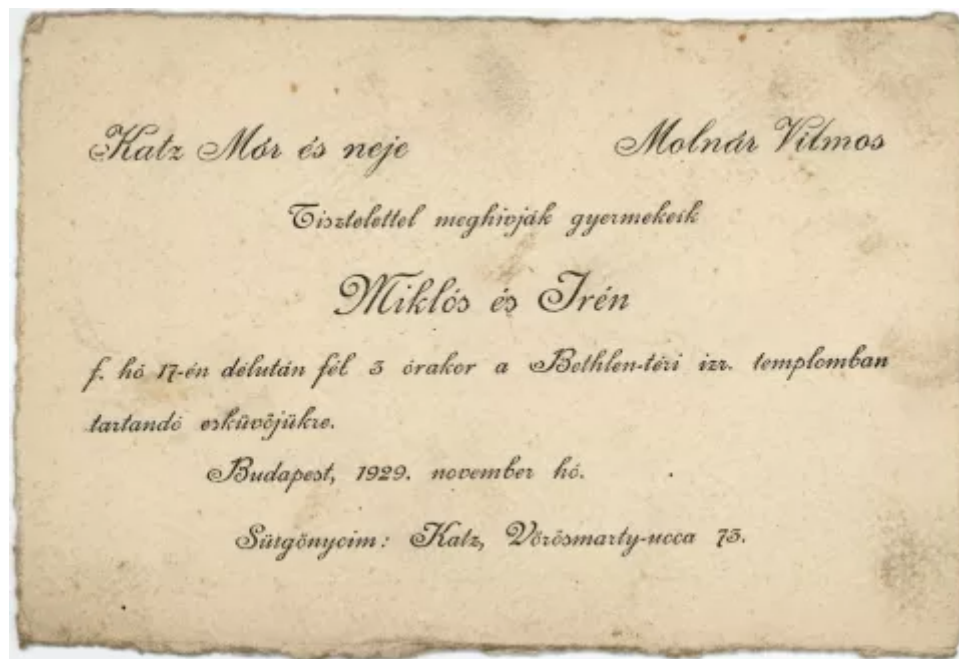 Katz Mór és neje Molnár Vilmos
Tisztelettel meghivják gyermekeik
Miklós és Irén
f. hó 17-én délután fél 3 órakor a Bethlen-téri izr. templomban
tartandó esküvőjükre.
Budapest, 1929. november hó.
Sürgönycim: Katz, Vörösmarty-ucca 73.